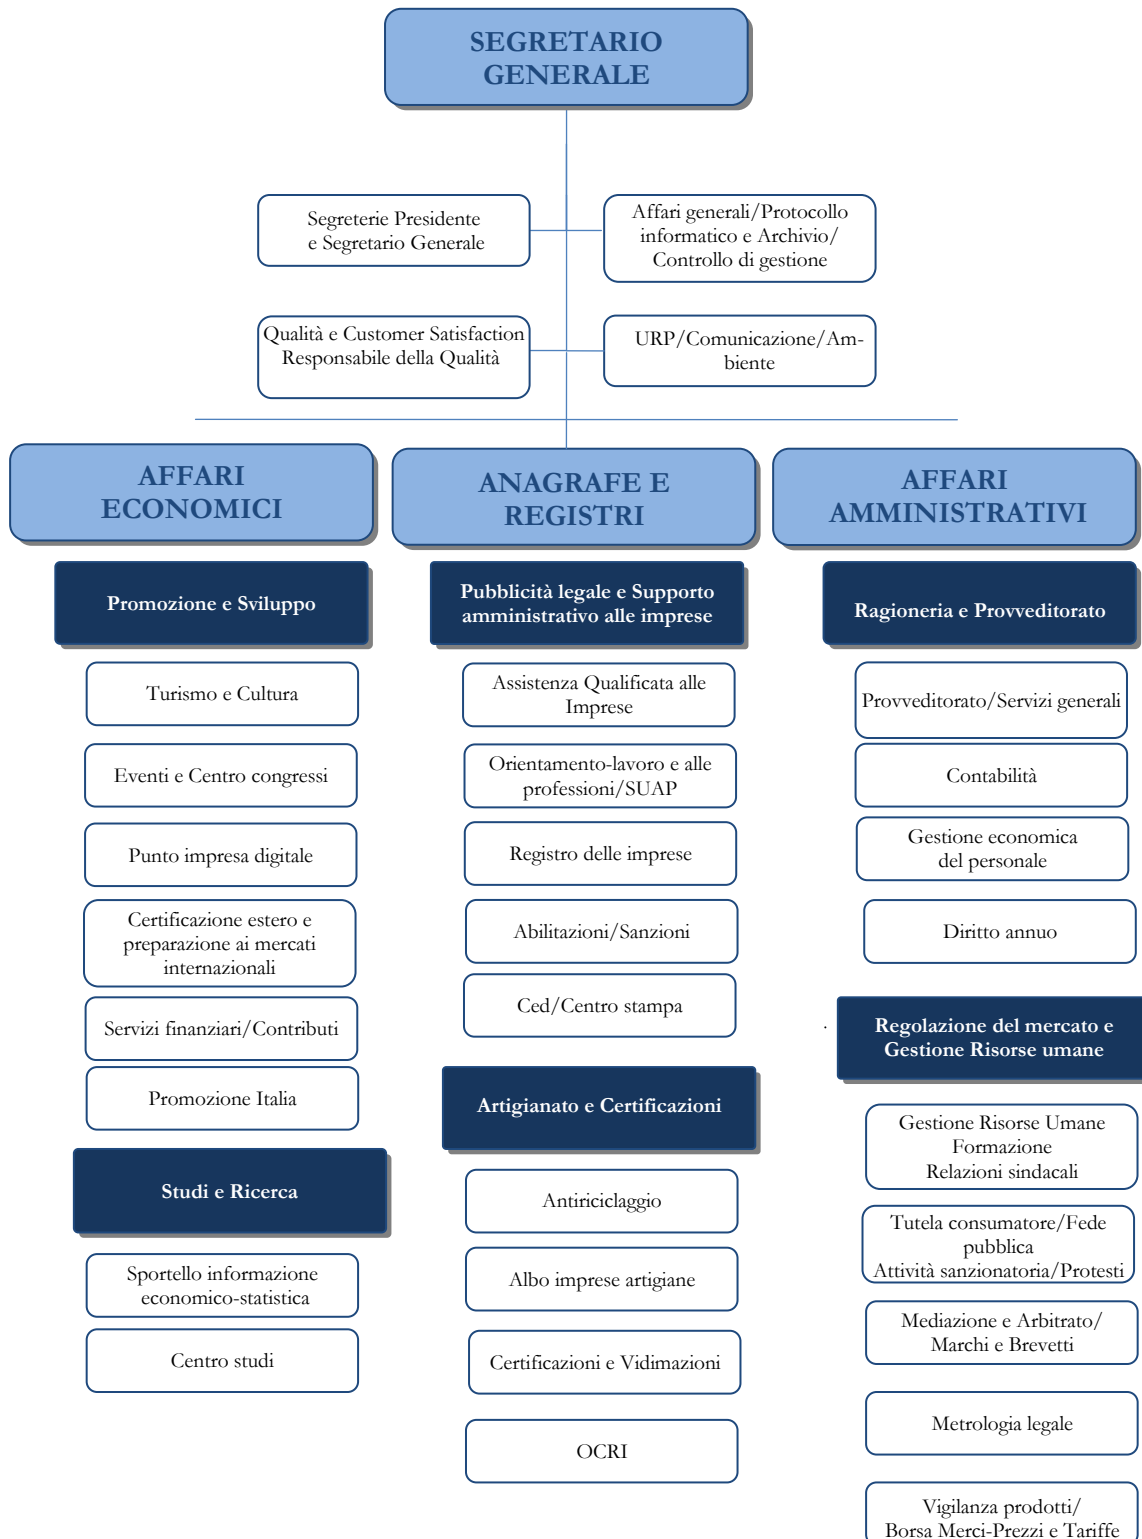 SEGRETARIO
GENERALE
Segreterie Presidente
e Segretario Generale
Affari generali/Protocollo
informatico e Archivio/
Controllo di gestione
Qualità e Customer Satisfaction
Responsabile della Qualità
URP/Comunicazione/Am-
biente
AFFARI
ECONOMICI
Promozione e Sviluppo
Turismo e Cultura
Eventi e Centro congressi
Punto impresa digitale
Certificazione estero e
preparazione ai mercati
internazionali
Servizi finanziari/Contributi
Promozione Italia
Studi e Ricerca
Sportello informazione
economico-statistica
Centro studi
ANAGRAFE E
REGISTRI
Pubblicità legale e Supporto
amministrativo alle imprese
Assistenza Qualificata alle
Imprese
Orientamento-lavoro e alle
professioni/SUAP
Registro delle imprese
Abilitazioni/Sanzioni
Ced/Centro stampa
Artigianato e Certificazioni
Antiriciclaggio
Albo imprese artigiane
Certificazioni e Vidimazioni
OCRI
AFFARI
AMMINISTRATIVI
Ragioneria e Provveditorato
Provveditorato/Servizi generali
Contabilità
Gestione economica
del personale
Diritto annuo
.
Regolazione del mercato e
Gestione Risorse umane
Gestione Risorse Umane
Formazione
Relazioni sindacali
Tutela consumatore/Fede
pubblica
Attività sanzionatoria/Protesti
Mediazione e Arbitrato/
Marchi e Brevetti
Metrologia legale
Vigilanza prodotti/
Borsa Merci-Prezzi e Tariffe